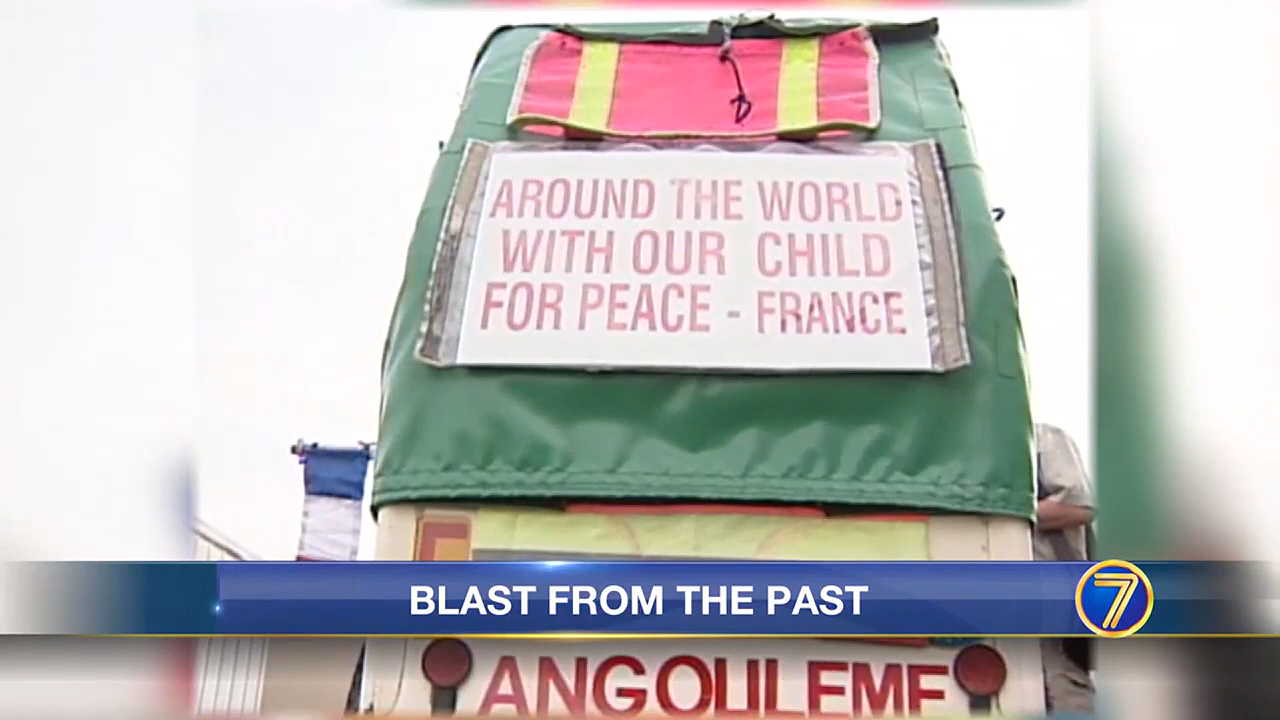 AROUND THE WORLD
WITH OUR CHILD
FOR PEACE - FRANCE
BLAST FROM THE PAST
7
ANGOULEME